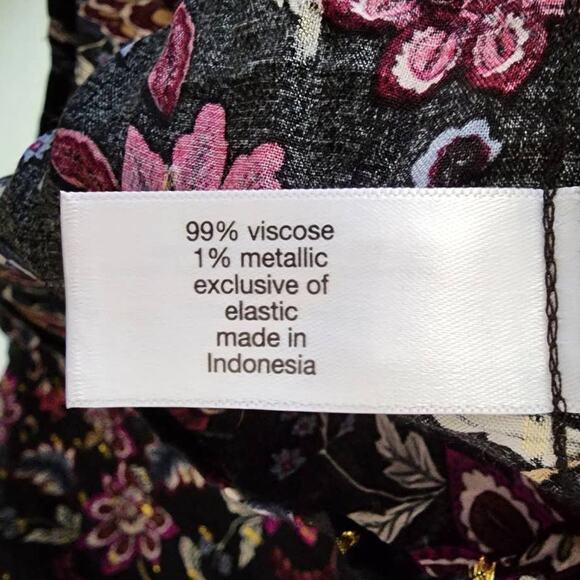 99% viscose
1% metallic
exclusive of
elastic
made in
Indonesia